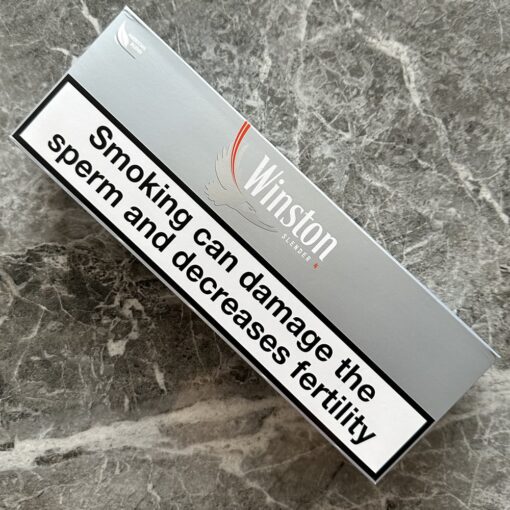 Winston
SLENDER
Smoking can damage the
sperm and decreases fertility